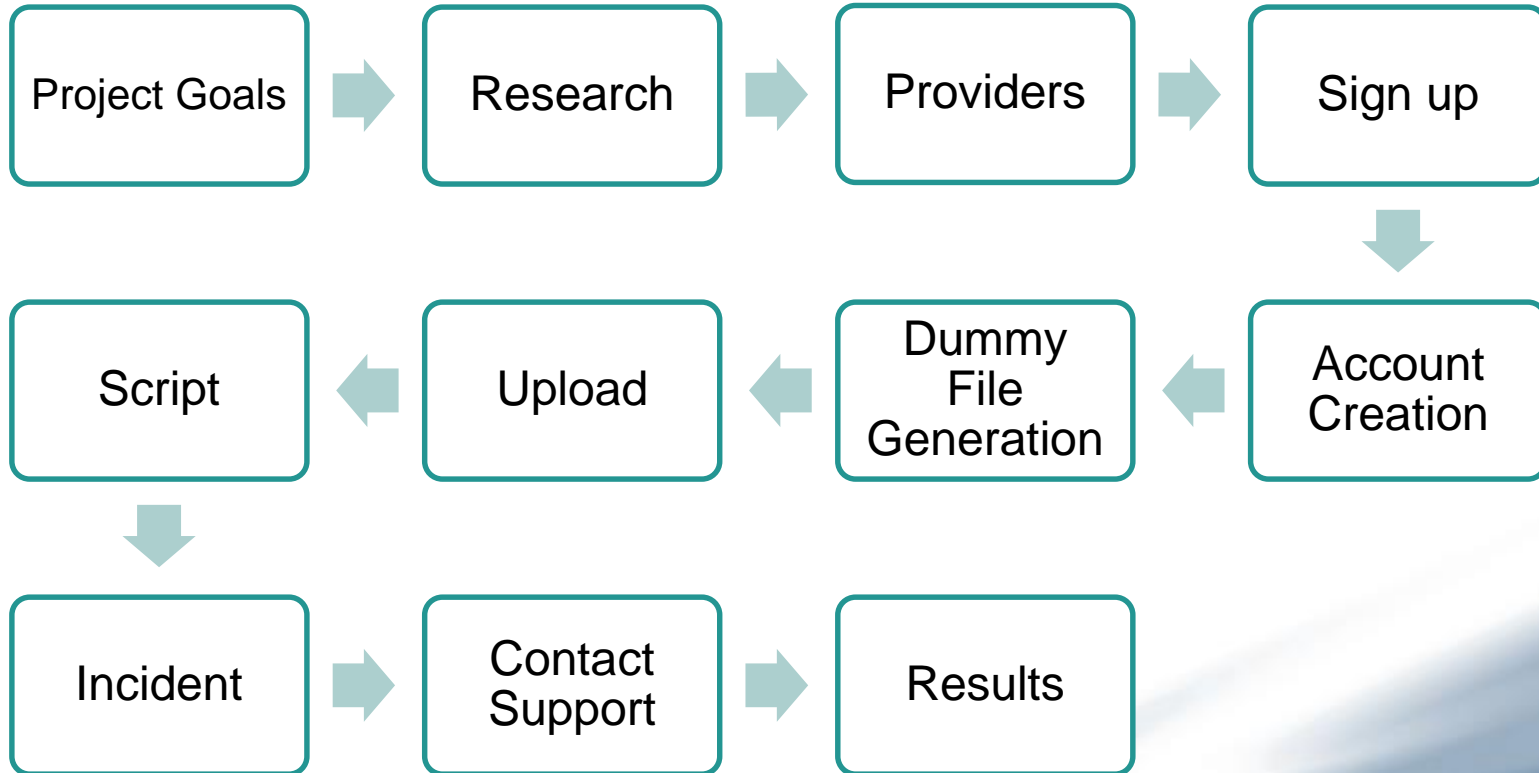 Project Goals
Research
Providers
Sign up
Account
Creation
Dummy
File
Generation
Upload
Script
Incident
Contact
Support
Results